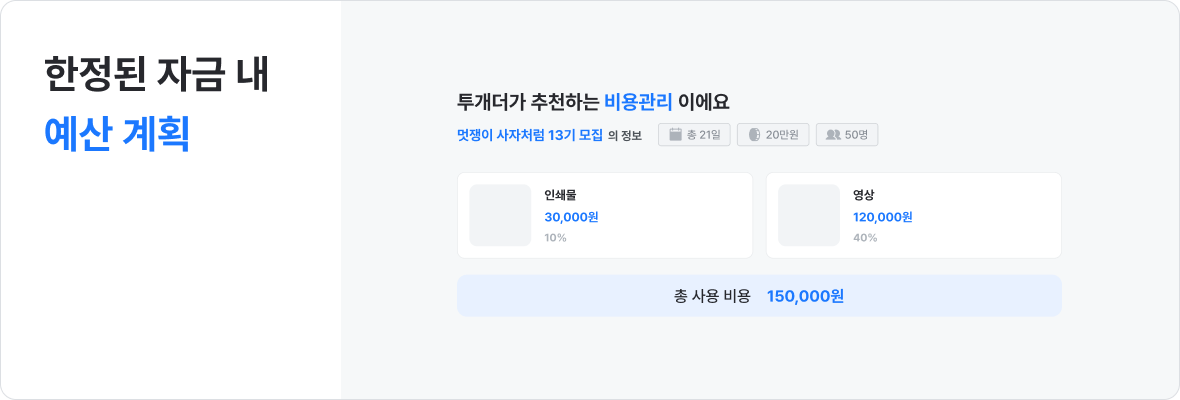 한정된 자금 내
예산 계획
투개더가 추천하는 비용관리 이에요
멋쟁이 사자처럼 13기 모집 의 정보 총 21일 20만원 50명
인쇄물
30,000원
10%
영상
120,000원
40%
총 사용 비용 150,000원